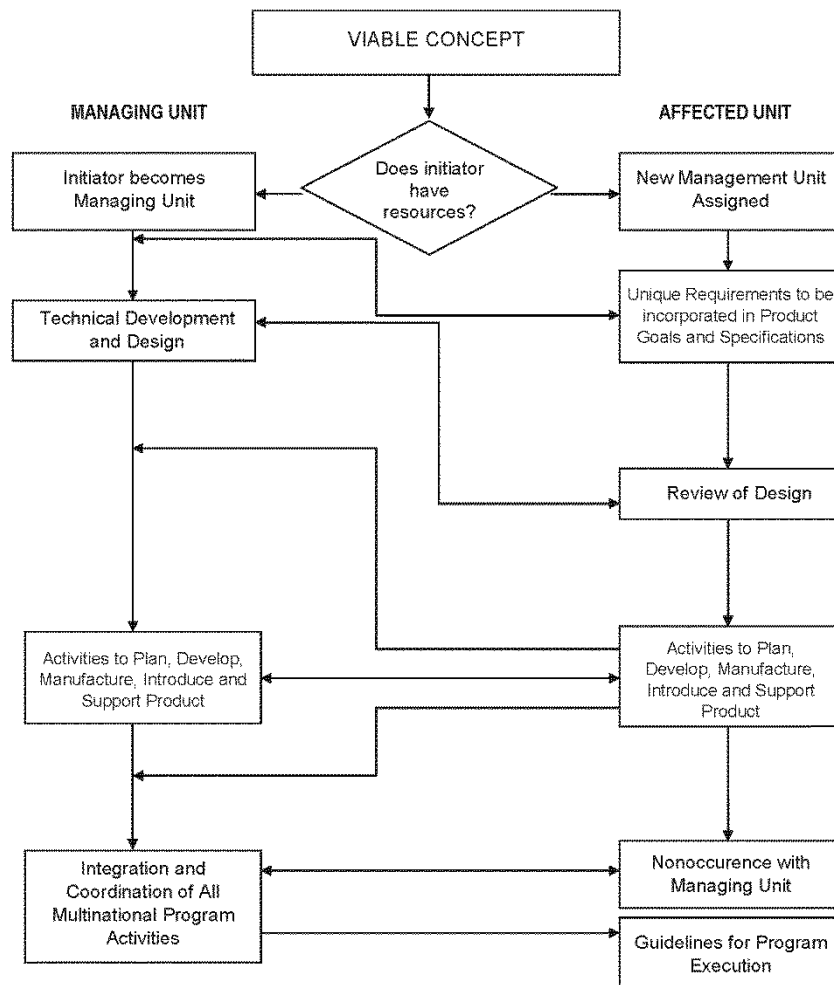 VIABLE CONCEPT
MANAGING UNIT
AFFECTED UNIT
Does initiator
have
resources?
Initiator becomes
Managing Unit
New Management Unit
Assigned
Unique Requirements to be
incorporated in Product
Goals and Specifications
Technical Development
and Design
Review of Design
Activities to Plan, Develop,
Manufacture, Introduce and
Support Product
Activities to Plan,
Develop, Manufacture,
Introduce and Support
Product
Integration and
Coordination of All
Multinational Program
Activities
Nonoccurence with
Managing Unit
Guidelines for Program
Execution